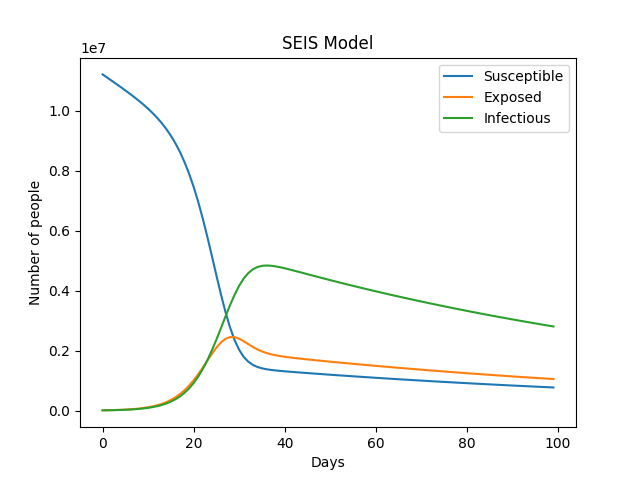 SEIS Model
1e7
Susceptible
Exposed
Infectious
1.0
0.8
0.6
0.4
0.2
0.0
Number of people
0 20 40 60 80 100
Days